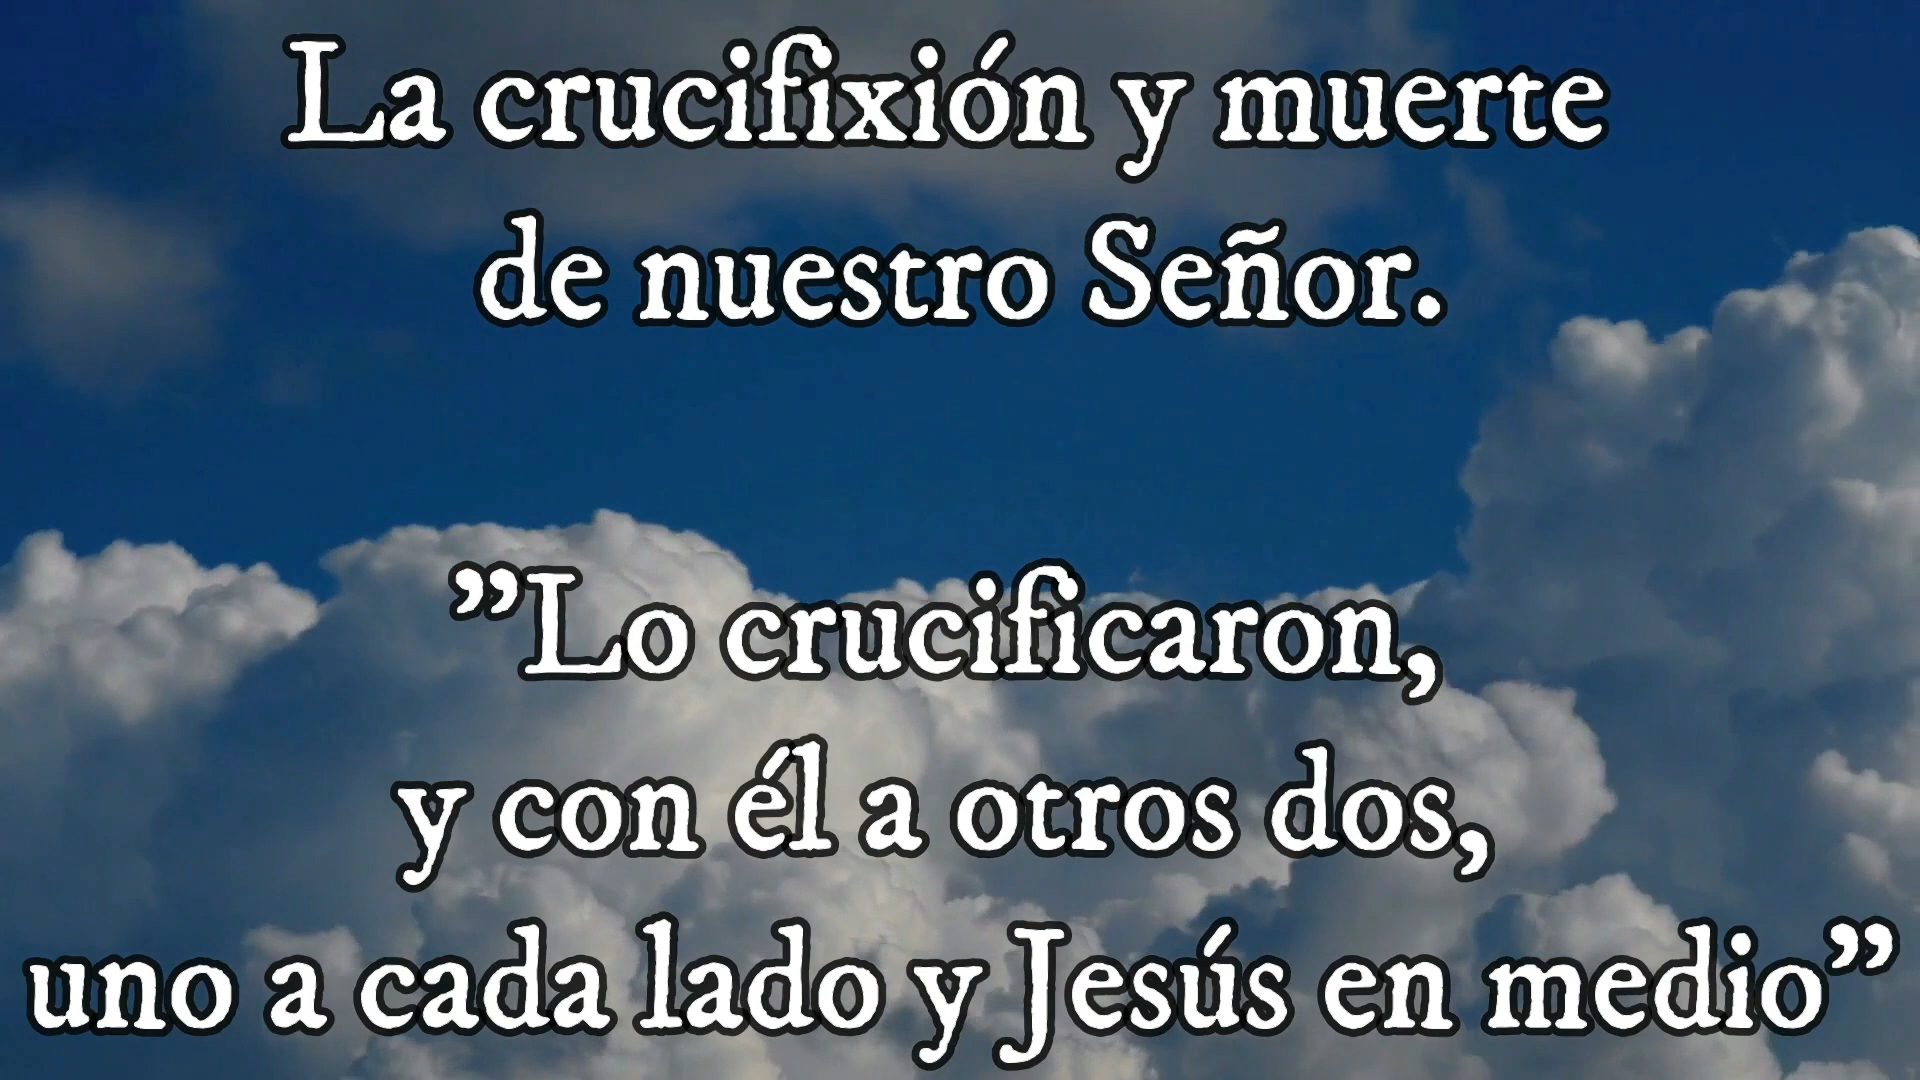 La crucifixión y muerte
de nuestro Señor.
”Lo crucificaron,
y con él a otros dos,
uno a cada lado y Jesús en medio”